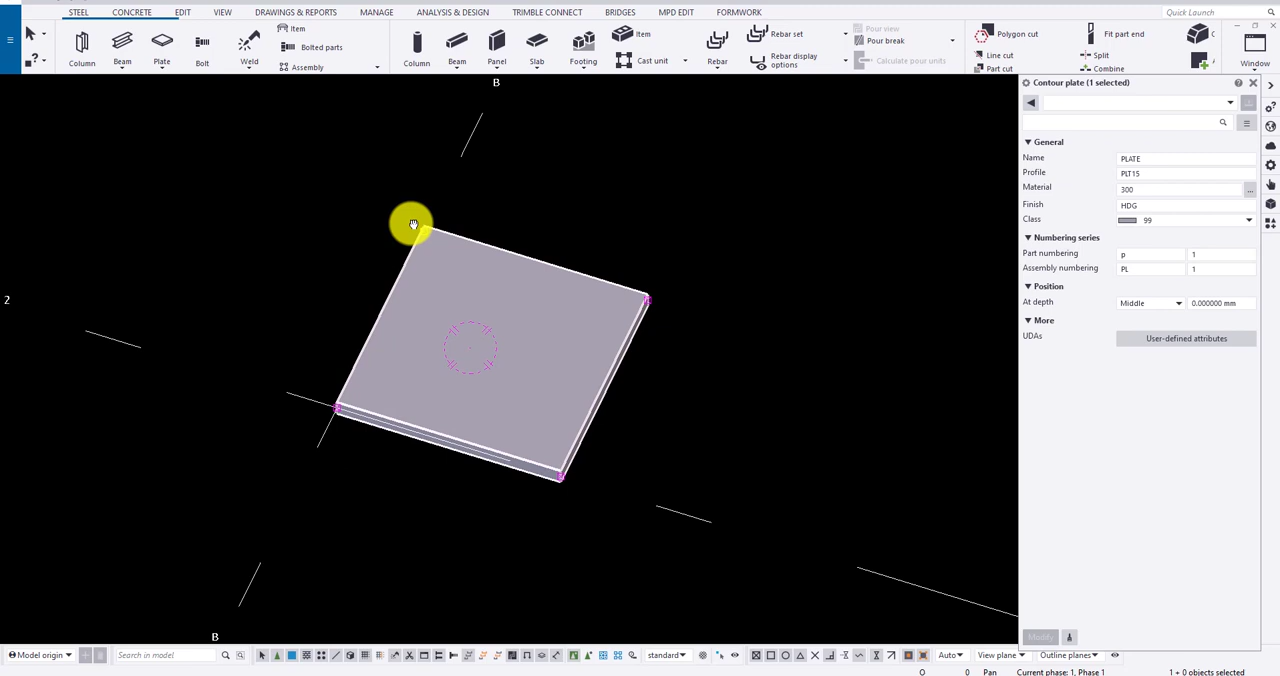 STEEL CONCRETE EDIT VIEW DRAWINGS & REPORTS MANAGE ANALYSIS & DESIGN TRIMBLE CONNECT BRIDGES MPD EDIT FORMWORK Quick Launch
Column Beam Plate Bolt Weld
Item
Bolted parts
Assembly
Column Beam Panel Slab Footing
Item
Cast unit
Rebar
Rebar set
Rebar display options
Pour view
Pour break
Calculate pour units
Polygon cut
Line cut
Part cut
Fit part end
Split
Combine
C
Window
B
2
B
Contour plate (1 selected)
General
Name PLATE
Profile PLT15
Material 300 ...
Finish HDG
Class 99
Numbering series
Part numbering p 1
Assembly numbering PL 1
Position
At depth Middle 0.000000 mm
More
UDAs User-defined attributes
Modify
Model origin Search in model standard Auto View plane Outline planes
O 0 Pan Current phase: 1, Phase 1 1 + 0 objects selected